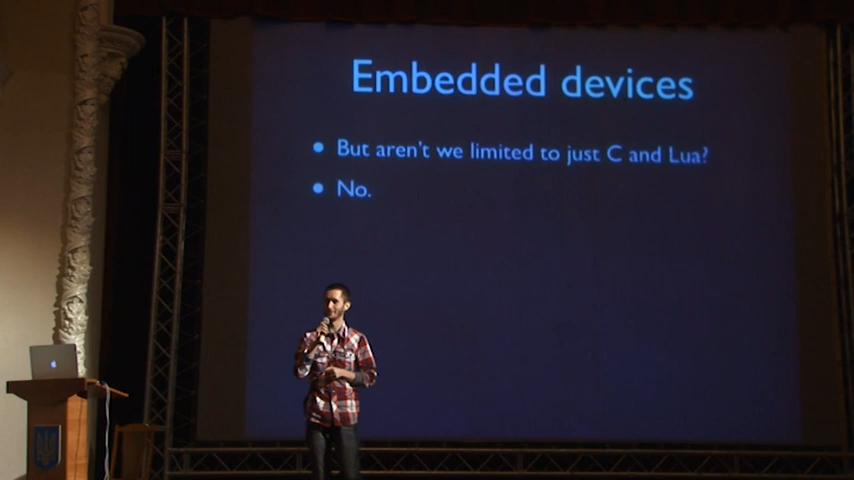 Embedded devices
• But aren't we limited to just C and Lua?
• No.